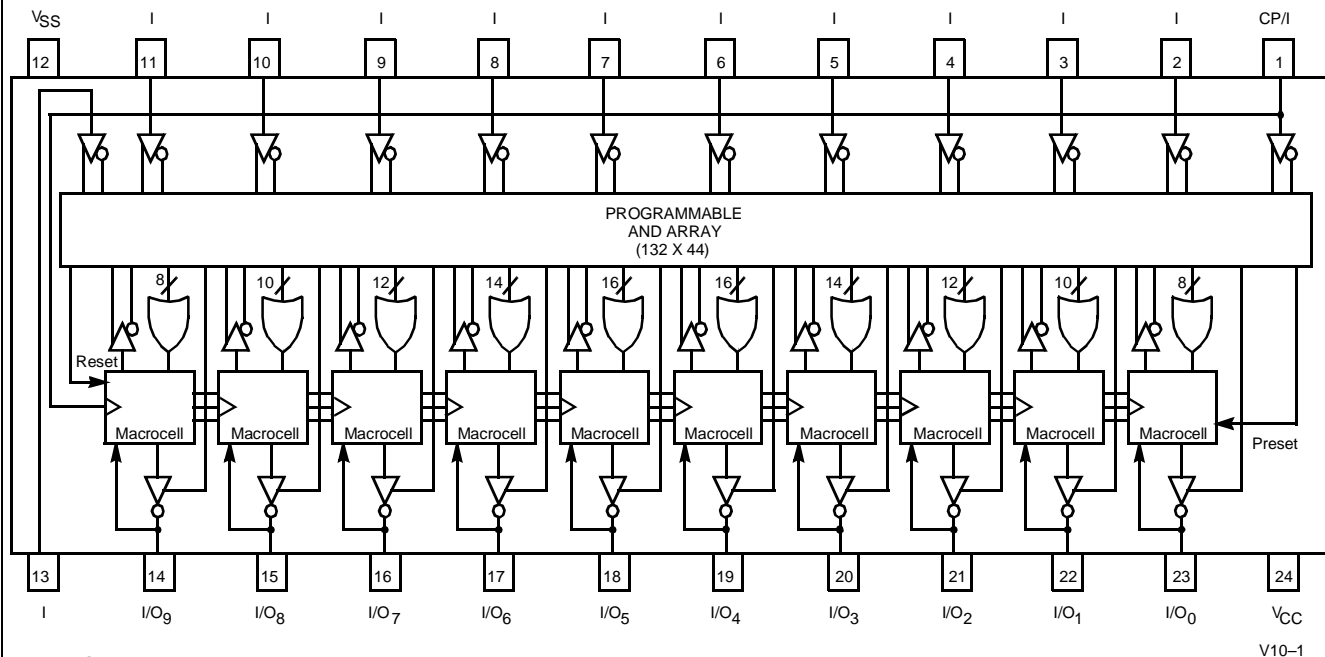 VSS I I I I I I I I I I CP/I
12 11 10 9 8 7 6 5 4 3 2 1
PROGRAMMABLE
AND ARRAY
(132 X 44)
8 10 12 14 16 16 14 12 10 8
Reset
Macrocell Macrocell Macrocell Macrocell Macrocell Macrocell Macrocell Macrocell Macrocell Macrocell
Preset
13 14 15 16 17 18 19 20 21 22 23 24
I I/O9 I/O8 I/O7 I/O6 I/O5 I/O4 I/O3 I/O2 I/O1 I/O0 VCC
V10–1